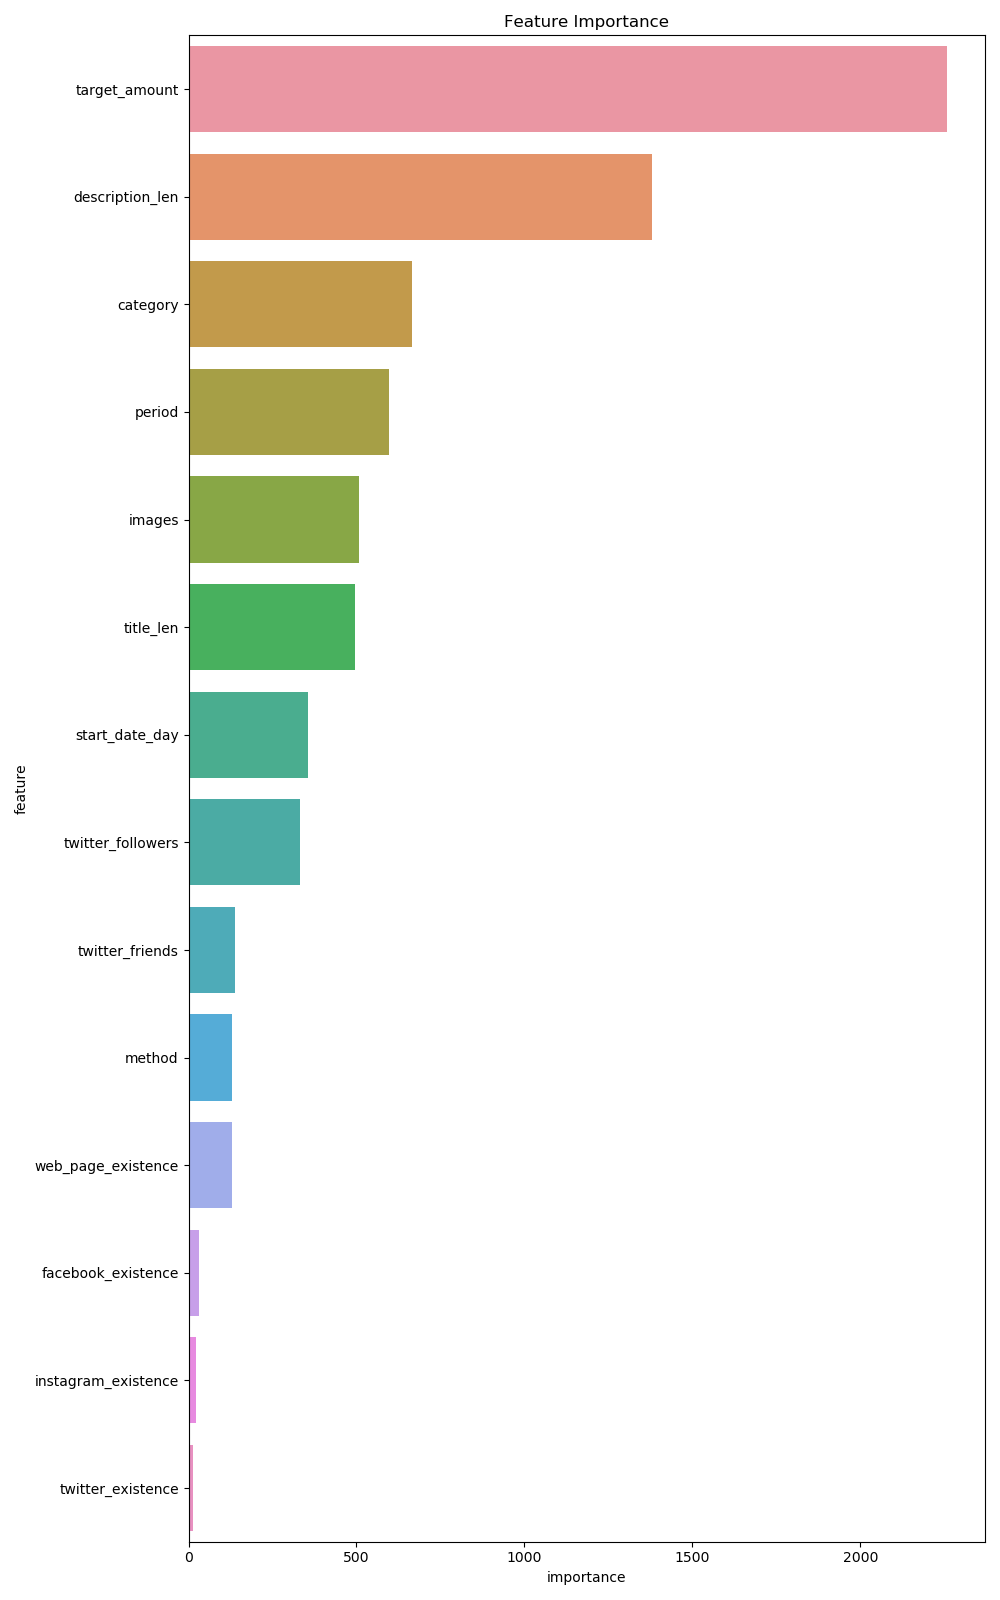 Feature Importance
target_amount
description_len
category
period
images
title_len
start_date_day
feature
twitter_followers
twitter_friends
method
web_page_existence
facebook_existence
instagram_existence
twitter_existence
0 500 1000 1500 2000
importance